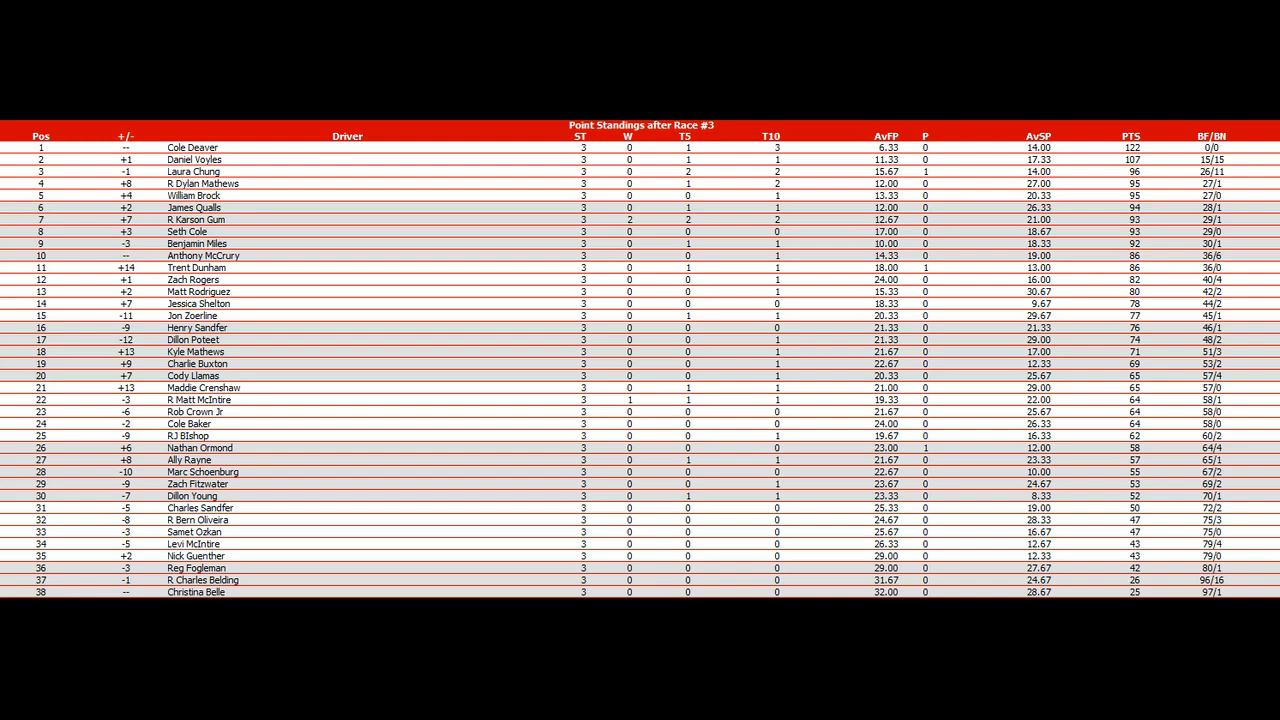 Point Standings after Race #3
Pos +/- Driver ST W T5 T10 AvFP P AvSP PTS BF/BN
1 -- Cole Deaver 3 0 1 3 6.33 0 14.00 122 0/0
2 +1 Daniel Voyles 3 0 1 1 11.33 0 17.33 107 15/15
3 -1 Laura Chung 3 0 2 2 15.67 1 14.00 96 26/11
4 +8 R Dylan Mathews 3 0 1 2 12.00 0 27.00 95 27/1
5 +4 William Brock 3 0 0 1 13.33 0 20.33 95 27/0
6 +2 James Qualls 3 0 1 1 12.00 0 26.33 94 28/1
7 +7 R Karson Gum 3 2 2 2 12.67 0 21.00 93 29/1
8 +3 Seth Cole 3 0 0 0 17.00 0 18.67 93 29/0
9 -3 Benjamin Miles 3 0 1 1 10.00 0 18.33 92 30/1
10 -- Anthony McCrury 3 0 0 1 14.33 0 19.00 86 36/6
11 +14 Trent Dunham 3 0 1 1 18.00 1 13.00 86 36/0
12 +1 Zach Rogers 3 0 0 1 24.00 0 16.00 82 40/4
13 +2 Matt Rodriguez 3 0 0 1 15.33 0 30.67 80 42/2
14 +7 Jessica Shelton 3 0 0 0 18.33 0 9.67 78 44/2
15 -11 Jon Zoerline 3 0 1 1 20.33 0 29.67 77 45/1
16 -9 Henry Sandfer 3 0 0 0 21.33 0 21.33 76 46/1
17 -12 Dillon Poteet 3 0 0 1 21.33 0 29.00 74 48/2
18 +13 Kyle Mathews 3 0 0 1 21.67 0 17.00 71 51/3
19 +9 Charlie Buxton 3 0 0 1 22.67 0 12.33 69 53/2
20 +7 Cody Llamas 3 0 0 1 20.33 0 25.67 65 57/4
21 +13 Maddie Crenshaw 3 0 1 1 21.00 0 29.00 65 57/0
22 -3 R Matt McIntire 3 1 1 1 19.33 0 22.00 64 58/1
23 -6 Rob Crown Jr 3 0 0 0 21.67 0 25.67 64 58/0
24 -2 Cole Baker 3 0 0 0 24.00 0 26.33 64 58/0
25 -9 RJ BIshop 3 0 0 1 19.67 0 16.33 62 60/2
26 +6 Nathan Ormond 3 0 0 0 23.00 1 12.00 58 64/4
27 +8 Ally Rayne 3 0 1 1 21.67 0 23.33 57 65/1
28 -10 Marc Schoenburg 3 0 0 0 22.67 0 10.00 55 67/2
29 -9 Zach Fitzwater 3 0 0 1 23.67 0 24.67 53 69/2
30 -7 Dillon Young 3 0 1 1 23.33 0 8.33 52 70/1
31 -5 Charles Sandfer 3 0 0 0 25.33 0 19.00 50 72/2
32 -8 R Bern Oliveira 3 0 0 0 24.67 0 28.33 47 75/3
33 -3 Samet Ozkan 3 0 0 0 25.67 0 16.67 47 75/0
34 -5 Levi McIntire 3 0 0 0 26.33 0 12.67 43 79/4
35 +2 Nick Guenther 3 0 0 0 29.00 0 12.33 43 79/0
36 -3 Reg Fogleman 3 0 0 0 29.00 0 27.67 42 80/1
37 -1 R Charles Belding 3 0 0 0 31.67 0 24.67 26 96/16
38 -- Christina Belle 3 0 0 0 32.00 0 28.67 25 97/1